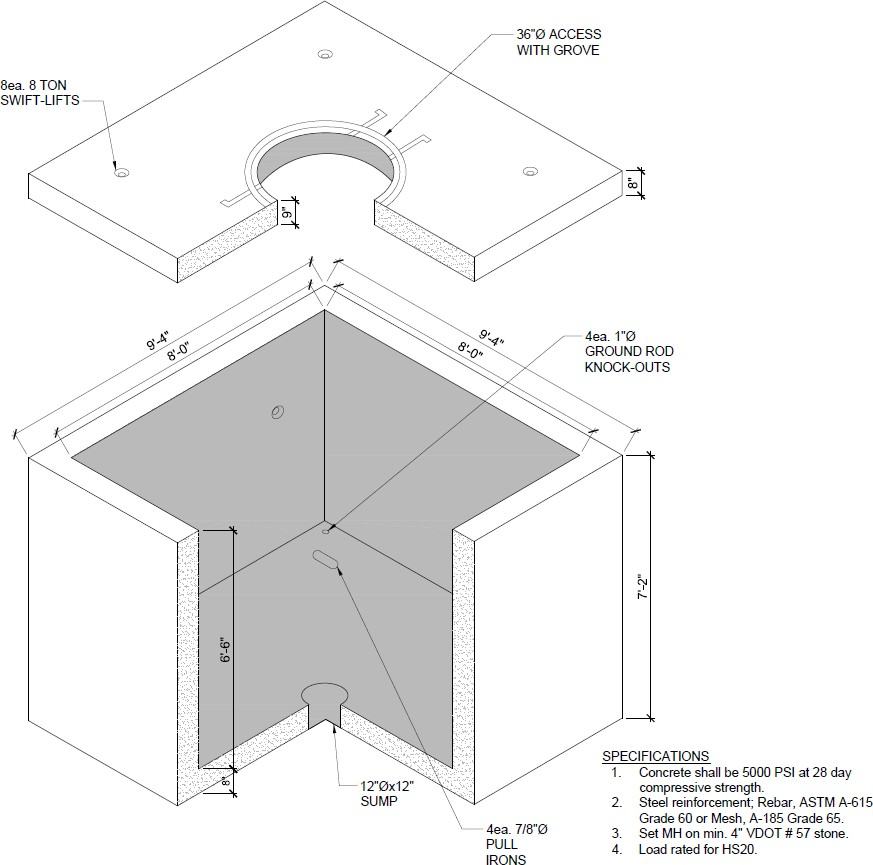 36"Ø ACCESS
WITH GROVE
8ea. 8 TON
SWIFT-LIFTS
8"
9"
9'-4"
8'-0"
9'-4"
8'-0"
4ea. 1"Ø
GROUND ROD
KNOCK-OUTS
7'-2"
6'-6"
8"
12"Øx12"
SUMP
4ea. 7/8"Ø
PULL
IRONS
SPECIFICATIONS
1. Concrete shall be 5000 PSI at 28 day
compressive strength.
2. Steel reinforcement; Rebar, ASTM A-615
Grade 60 or Mesh, A-185 Grade 65.
3. Set MH on min. 4" VDOT # 57 stone.
4. Load rated for HS20.